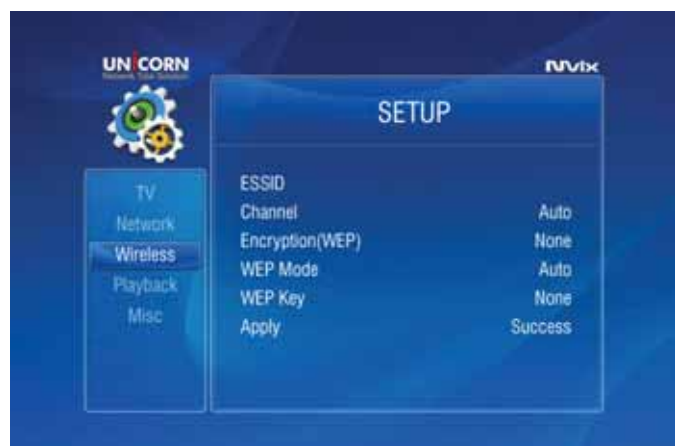 UNiCORN
Mvix
SETUP
TV
Network
Wireless
Playback
Misc
ESSID
Channel Auto
Encryption(WEP) None
WEP Mode Auto
WEP Key None
Apply Success